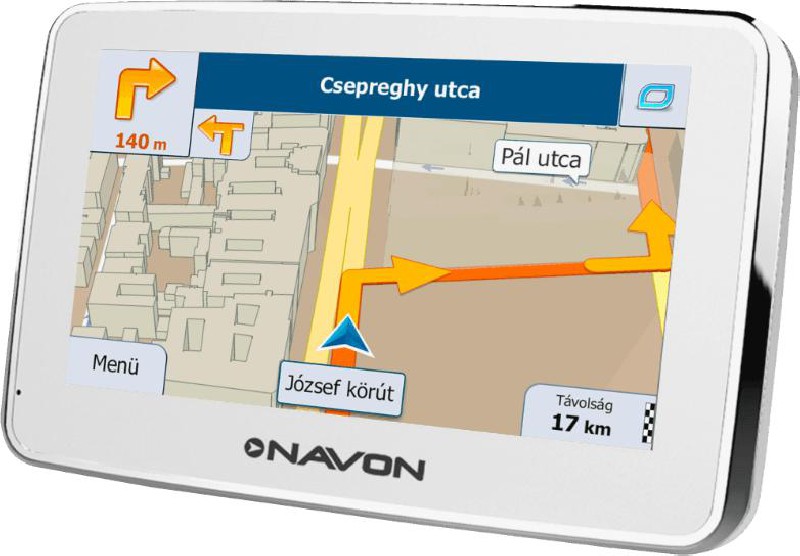 Csepreghy utca
140 m
Pál utca
Menü
József körút
Távolság
17 km
NAVON